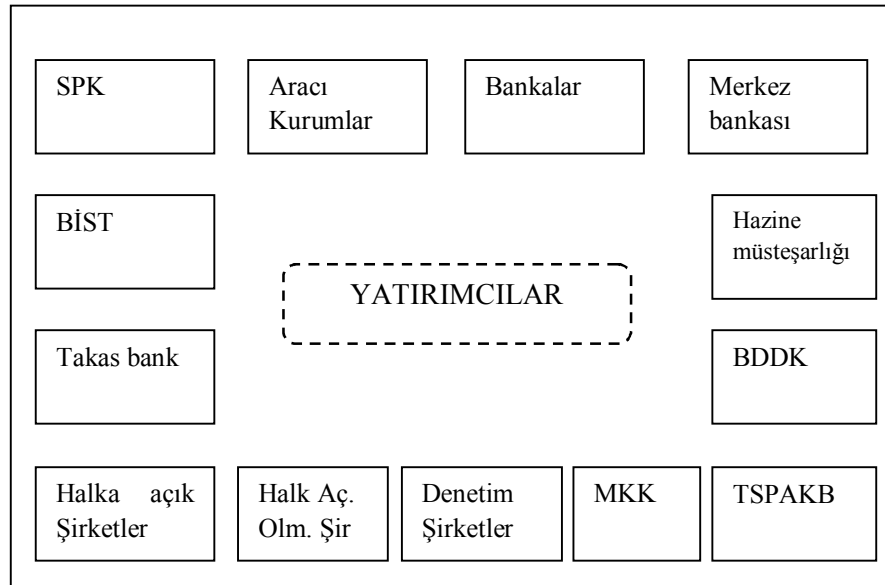 SPK
Aracı
Kurumlar
Bankalar
Merkez
bankası
BİST
Hazine
müsteşarlığı
YATIRIMCILAR
Takas bank
BDDK
Halka açık
Şirketler
Halk Aç.
Olm. Şir
Denetim
Şirketler
MKK
TSPAKB